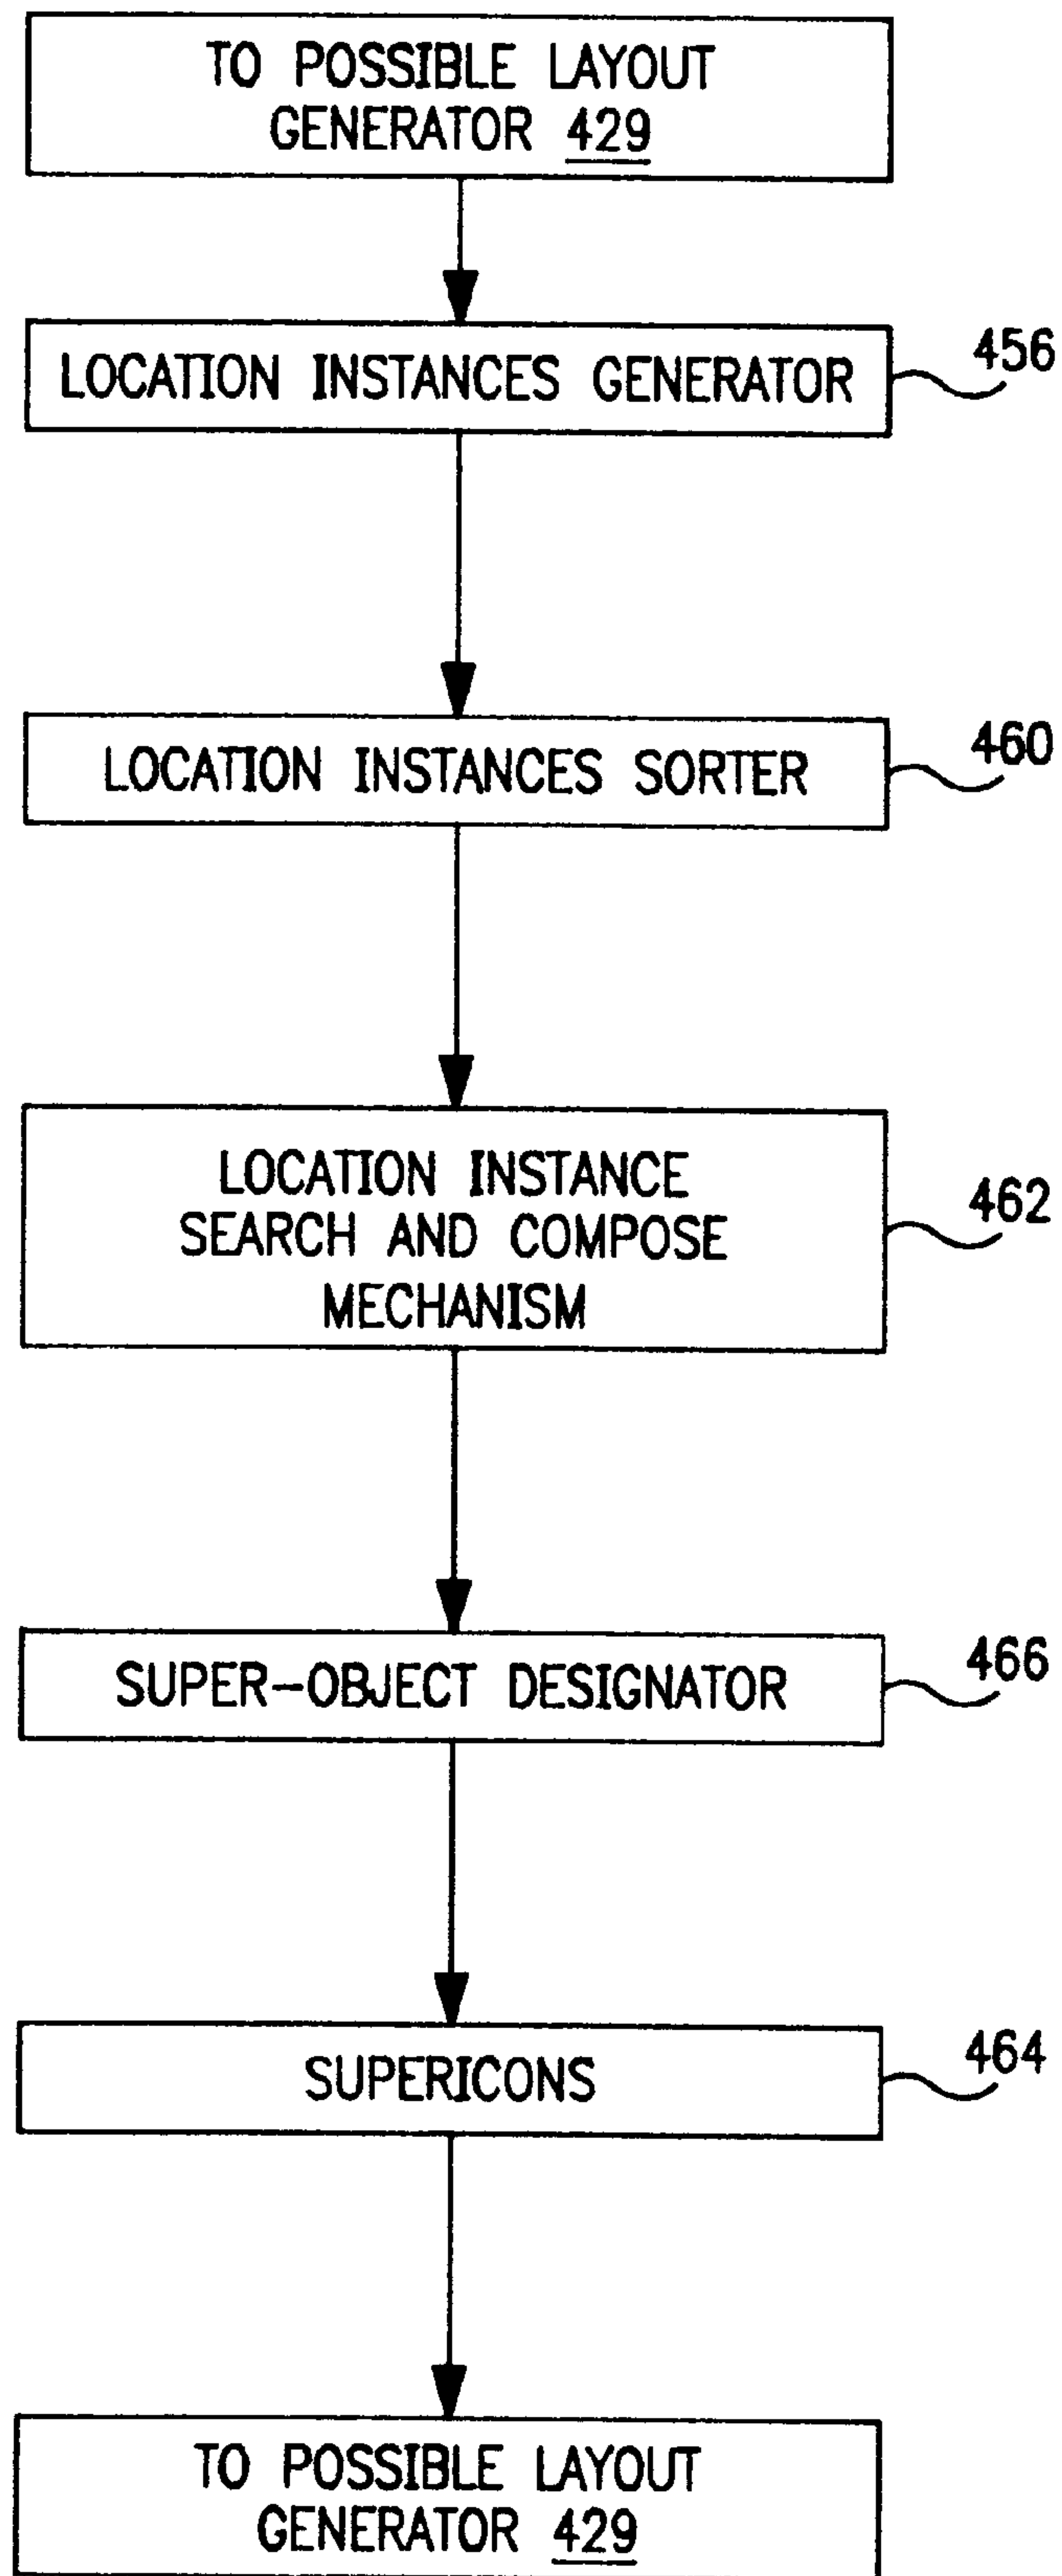 TO POSSIBLE LAYOUT
GENERATOR 429
LOCATION INSTANCES GENERATOR
456
LOCATION INSTANCES SORTER
460
LOCATION INSTANCE
SEARCH AND COMPOSE
MECHANISM
462
SUPER-OBJECT DESIGNATOR
466
SUPERICONS
464
TO POSSIBLE LAYOUT
GENERATOR 429